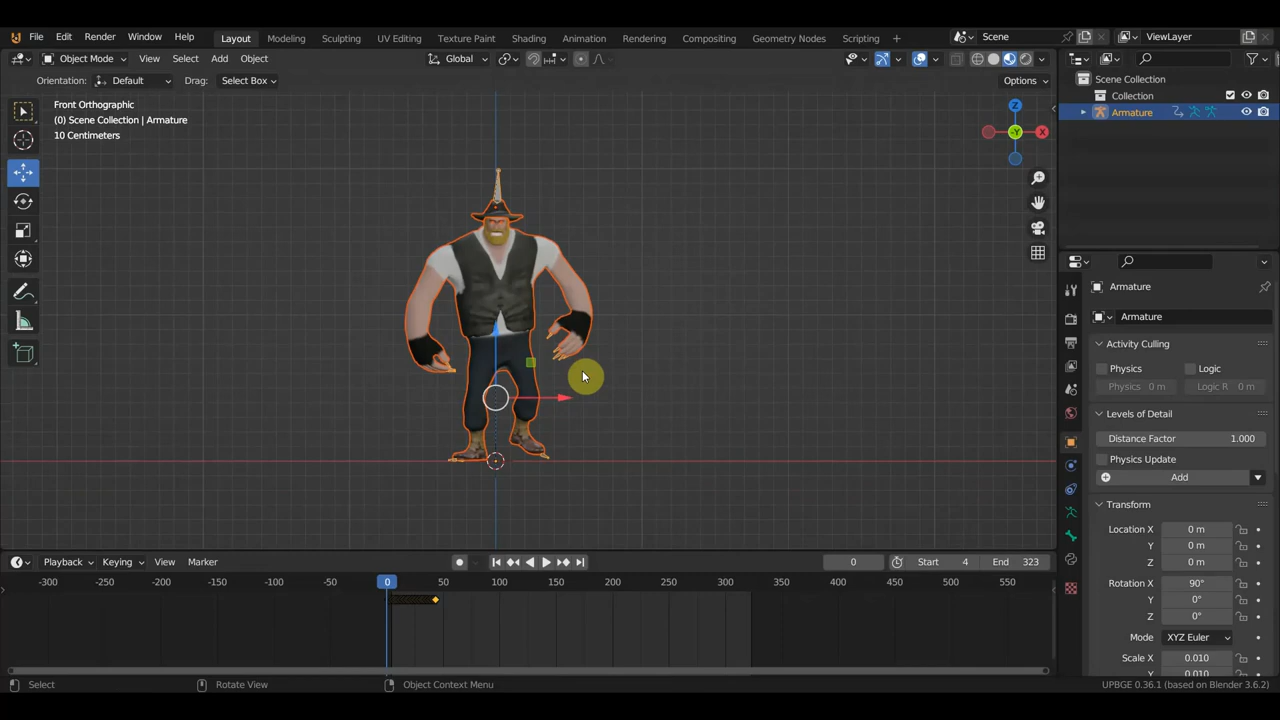 File Edit Render Window Help Layout Modeling Sculpting UV Editing Texture Paint Shading Animation Rendering Compositing Geometry Nodes Scripting + Scene ViewLayer
Object Mode View Select Add Object Global Scene Collection
Orientation: Default Drag: Select Box Options
Collection
Armature
Front Orthographic
(0) Scene Collection | Armature
10 Centimeters
Z
-Y
X
Armature
Armature
Activity Culling
Physics Logic
Physics 0 m Logic R 0 m
Levels of Detail
Distance Factor 1.000
Physics Update
Add
Transform
Location X 0 m
Y 0 m
Z 0 m
Rotation X 90°
Y 0°
Z 0°
Mode XYZ Euler
Scale X 0.010
Y 0.010
Playback Keying View Marker 0 Start 4 End 323
-300 -250 -200 -150 -100 -50 0 50 100 150 200 250 300 350 400 450 500 550
Select Rotate View Object Context Menu UPBGE 0.36.1 (based on Blender 3.6.2)